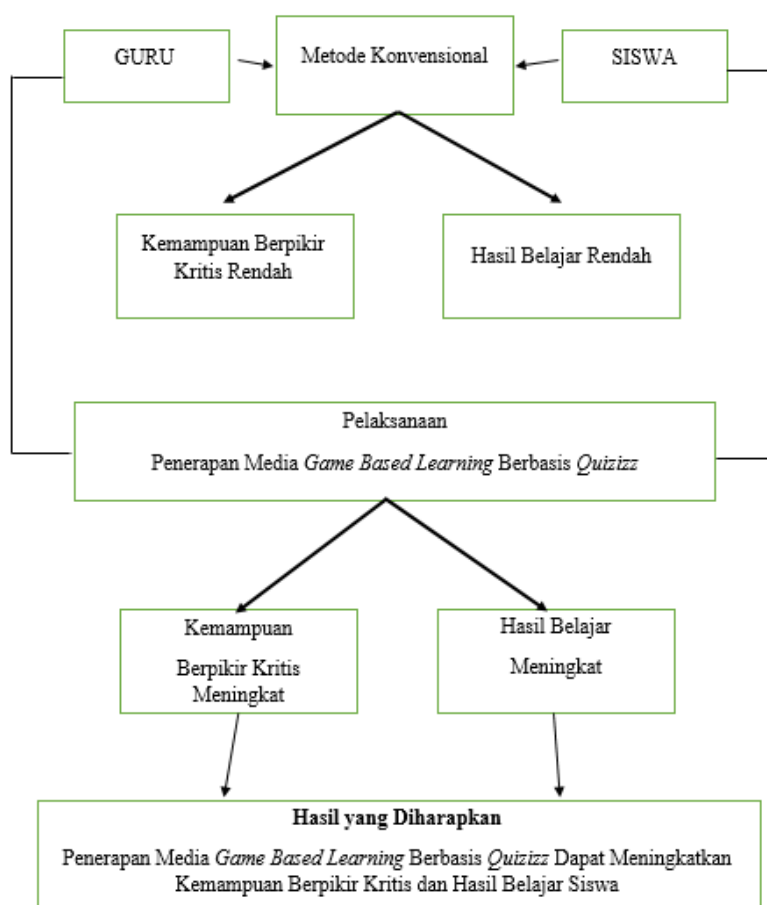 GURU
Metode Konvensional
SISWA
Kemampuan Berpikir
Kritis Rendah
Hasil Belajar Rendah
Pelaksanaan
Penerapan Media Game Based Learning Berbasis Quizizz
Kemampuan
Berpikir Kritis
Meningkat
Hasil Belajar
Meningkat
Hasil yang Diharapkan
Penerapan Media Game Based Learning Berbasis Quizizz Dapat Meningkatkan
Kemampuan Berpikir Kritis dan Hasil Belajar Siswa